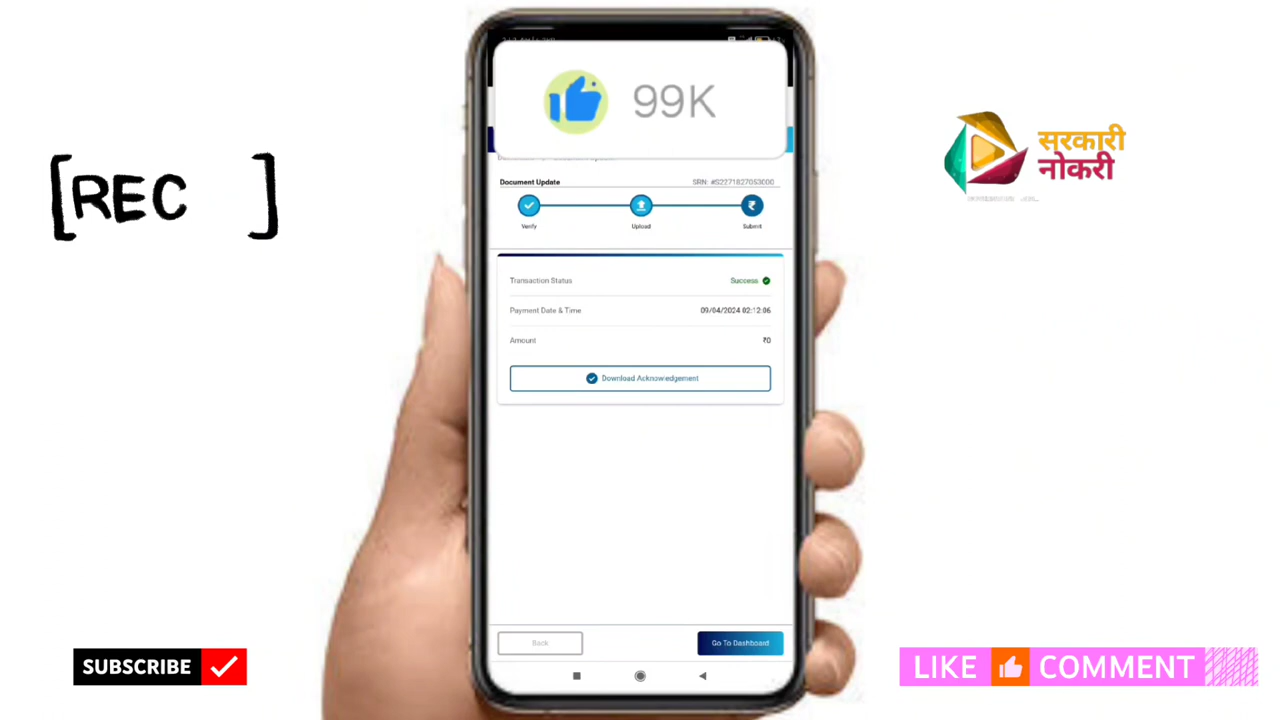 99K
[REC ]
सरकारी
नोकरी
Document Update
SRN: #S2271827053000
Verify
Upload
Submit
Transaction Status
Success
Payment Date & Time
09/04/2024 02:12:06
Amount
₹0
Download Acknowledgement
Back
Go To Dashboard
SUBSCRIBE
LIKE
COMMENT